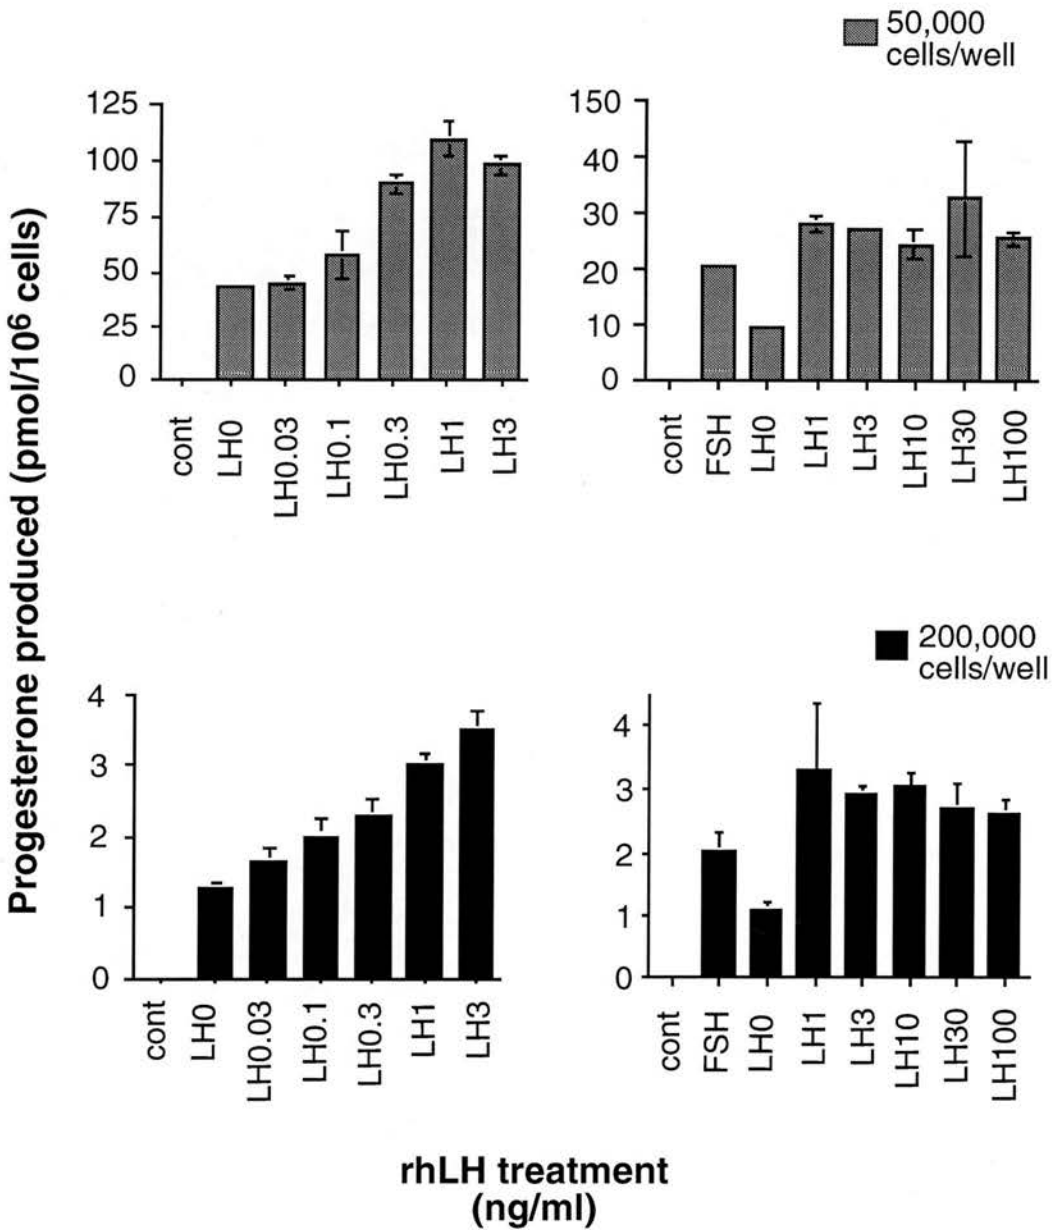 50,000
cells/well
Progesterone produced (pmol/10⁶ cells)
125
100
75
50
25
0
cont
LH0
LH0.03
LH0.1
LH0.3
LH1
LH3
150
40
30
20
10
0
cont
FSH
LH0
LH1
LH3
LH10
LH30
LH100
200,000
cells/well
4
3
2
1
0
cont
LH0
LH0.03
LH0.1
LH0.3
LH1
LH3
4
3
2
1
0
cont
FSH
LH0
LH1
LH3
LH10
LH30
LH100
rhLH treatment
(ng/ml)